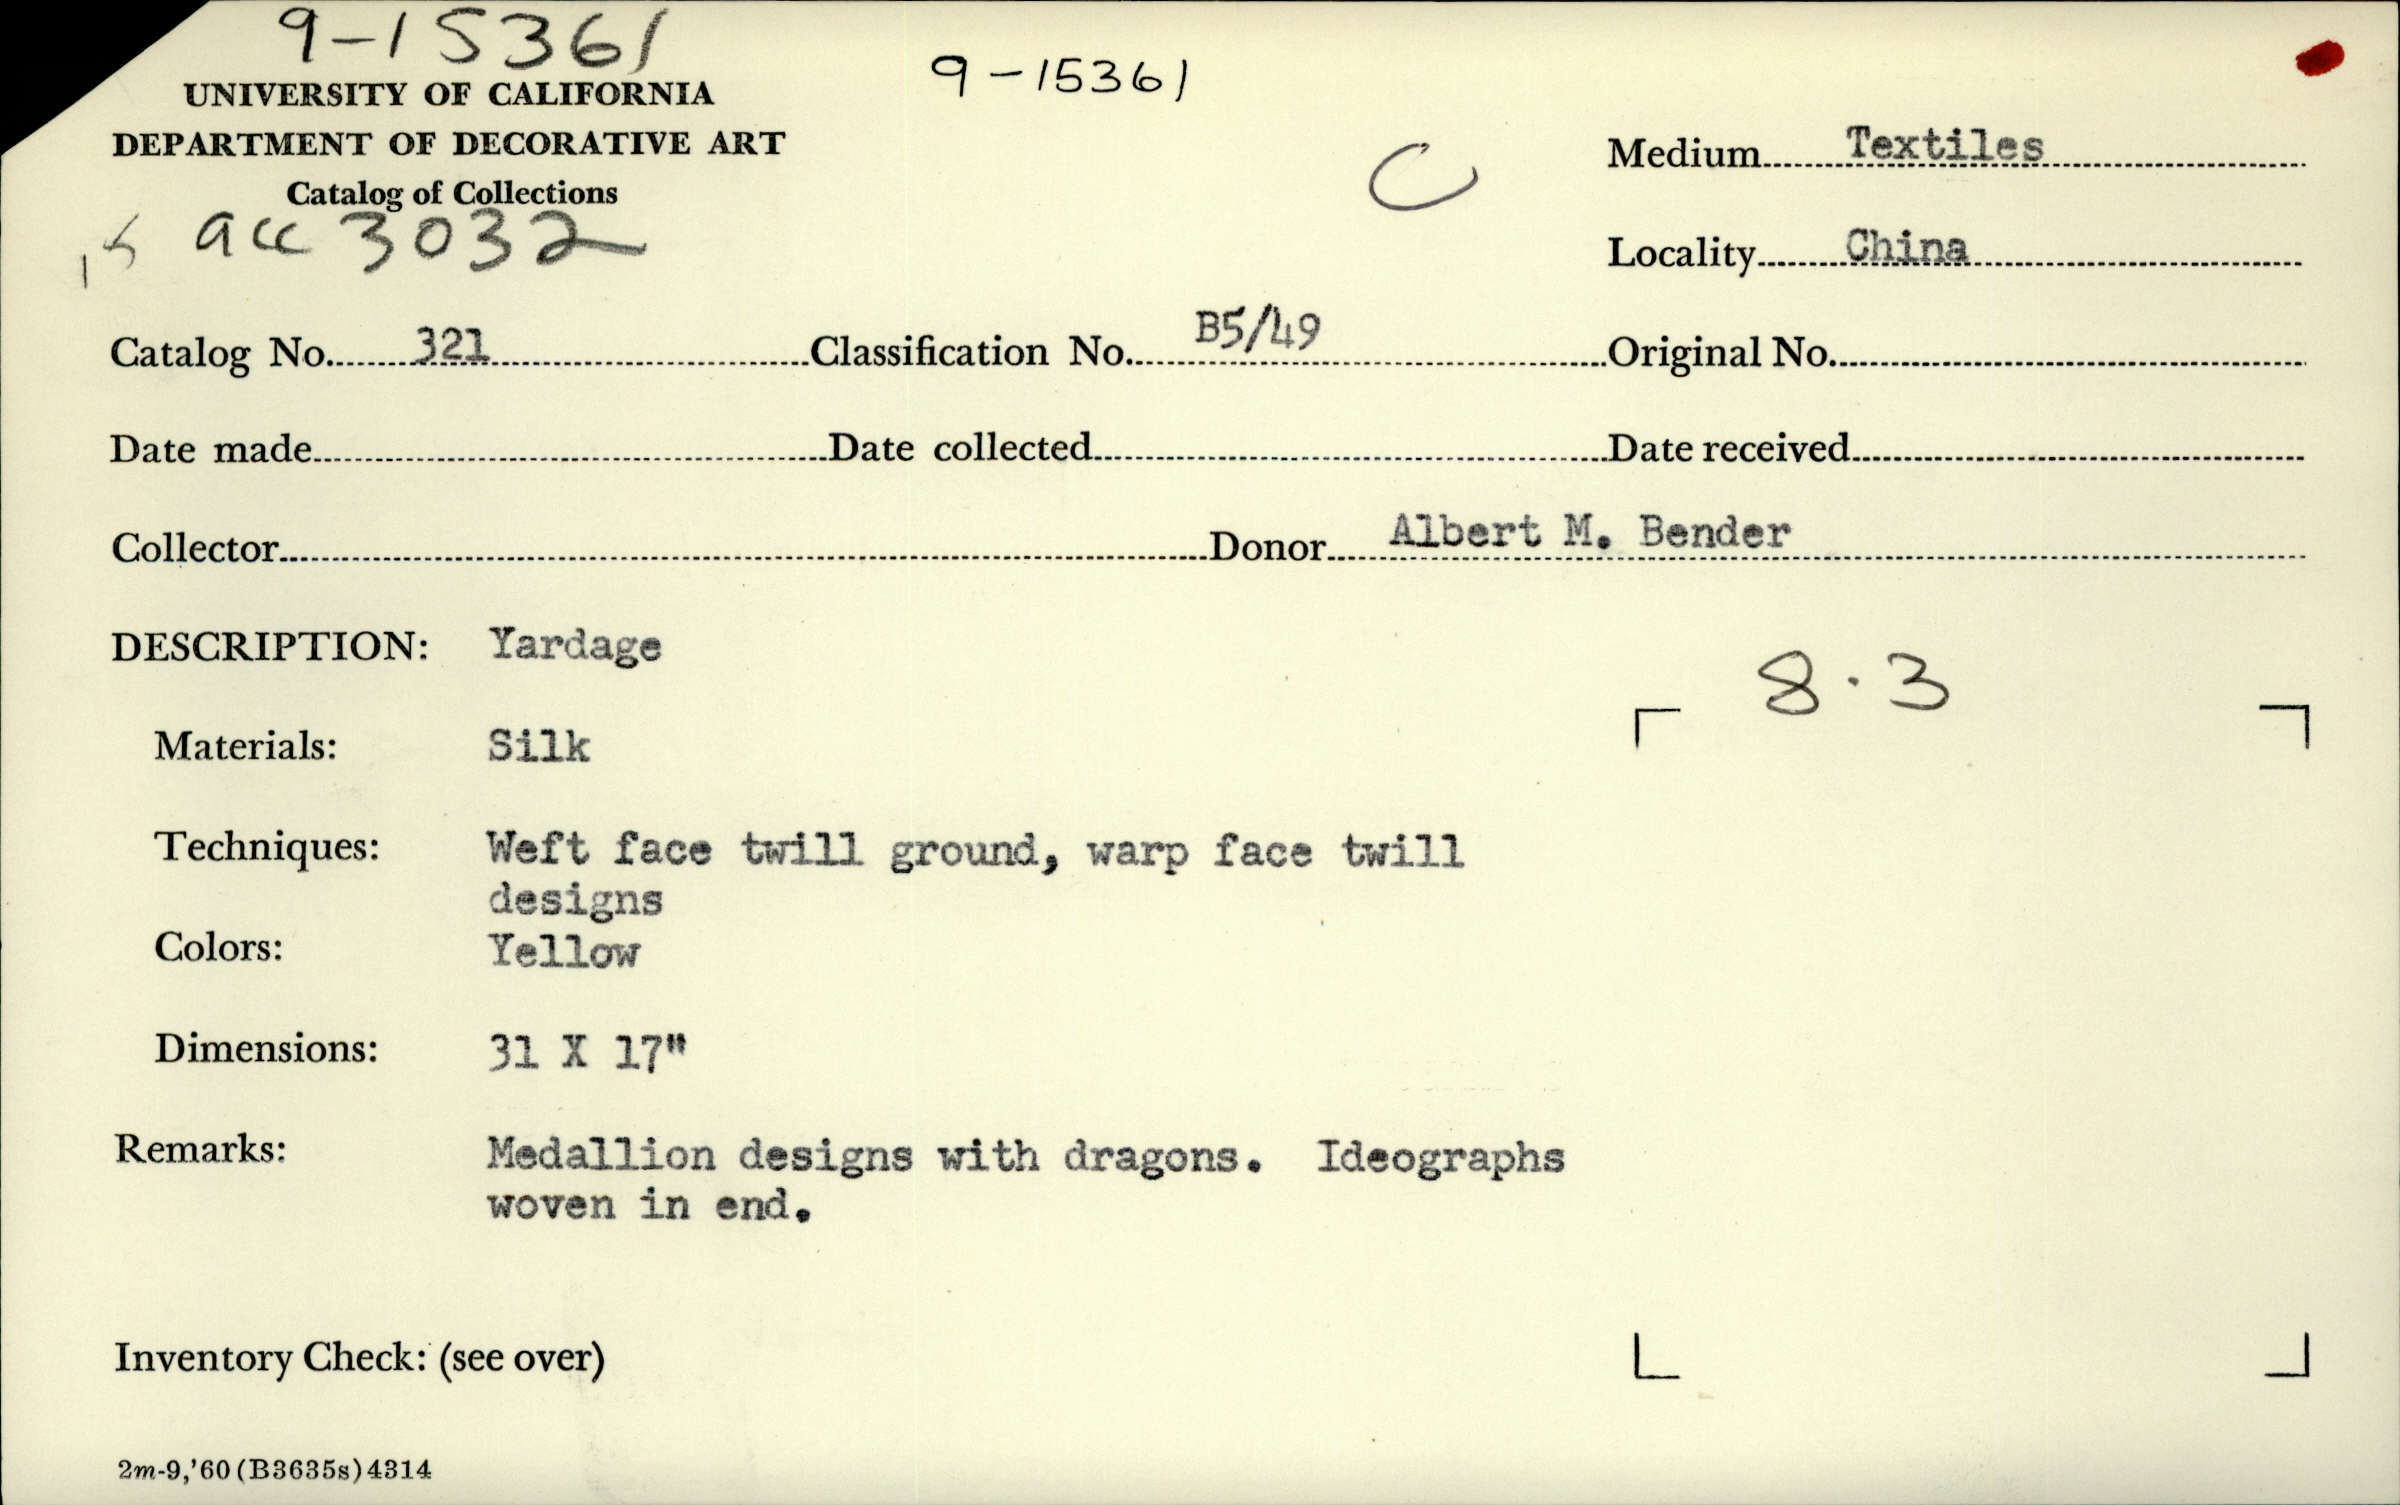 9-15361
9-15361
UNIVERSITY OF CALIFORNIA
DEPARTMENT OF DECORATIVE ART
Catalog of Collections
acc 3032
C
Medium Textiles
Locality China
Catalog No. 321 Classification No. B5/49 Original No.
Date made Date collected Date received
Collector Donor Albert M. Bender
DESCRIPTION: Yardage
8.3
Materials: Silk
Techniques: Weft face twill ground, warp face twill
designs
Colors: Yellow
Dimensions: 31 X 17"
Remarks: Medallion designs with dragons. Ideographs
woven in end.
Inventory Check: (see over)
2m-9,'60(B3635s)4314